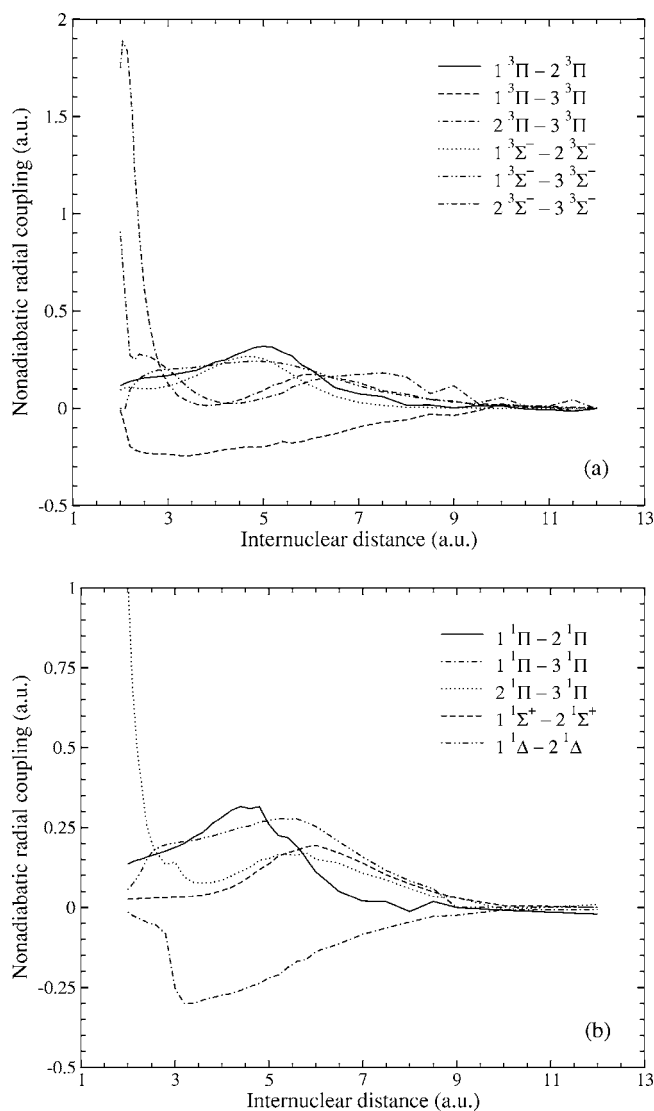 2
1.5
1
0.5
0
-0.5
Nonadiabatic radial coupling (a.u.)
1 ³Π – 2 ³Π
1 ³Π – 3 ³Π
2 ³Π – 3 ³Π
1 ³Σ⁻ – 2 ³Σ⁻
1 ³Σ⁻ – 3 ³Σ⁻
2 ³Σ⁻ – 3 ³Σ⁻
(a)
1 3 5 7 9 11 13
Internuclear distance (a.u.)
1
0.75
0.5
0.25
0
-0.25
-0.5
Nonadiabatic radial coupling (a.u.)
1 ¹Π – 2 ¹Π
1 ¹Π – 3 ¹Π
2 ¹Π – 3 ¹Π
1 ¹Σ⁺ – 2 ¹Σ⁺
1 ¹Δ – 2 ¹Δ
(b)
1 3 5 7 9 11 13
Internuclear distance (a.u.)